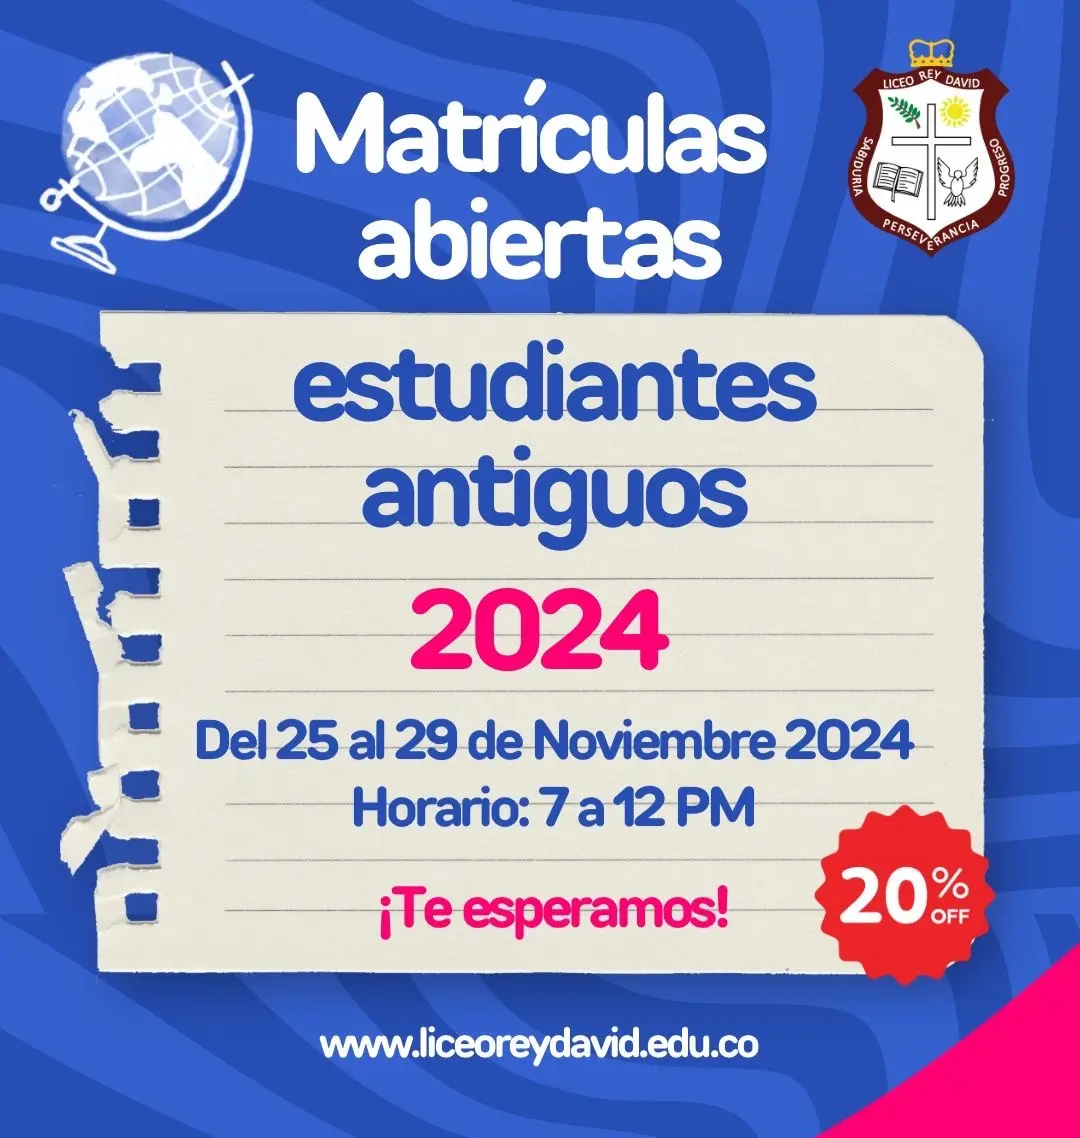 Matrículas
abiertas
LICEO REY DAVID
SABIDURIA
PROGRESO
PERSEVERANCIA
estudiantes
antiguos
2024
Del 25 al 29 de Noviembre 2024
Horario: 7 a 12 PM
¡Te esperamos!
20%
OFF
www.liceoreydavid.edu.co